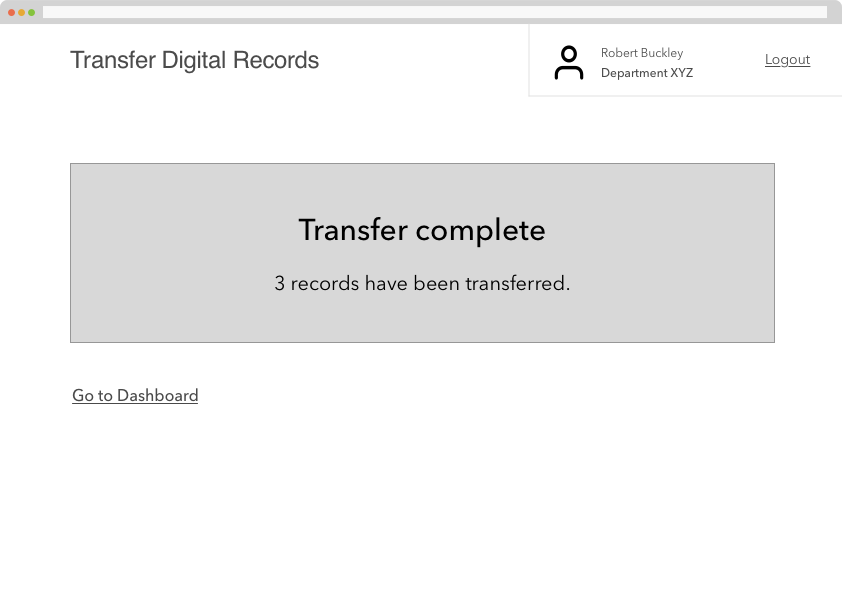 Transfer Digital Records
Robert Buckley
Department XYZ
Logout
Transfer complete
3 records have been transferred.
Go to Dashboard